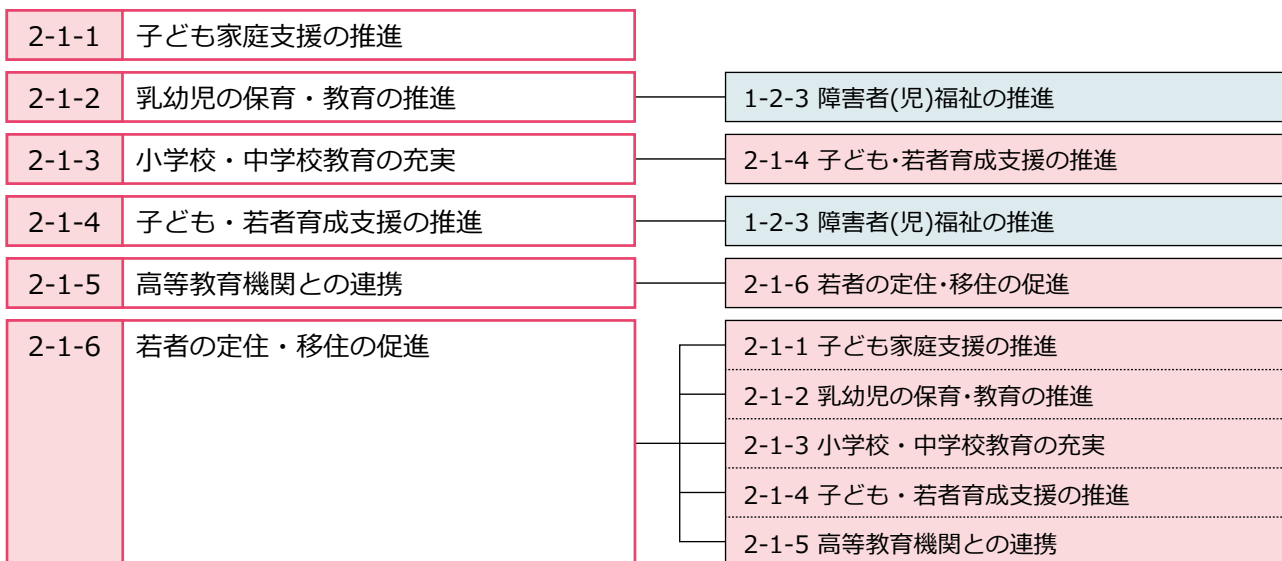 2-1-1 子ども家庭支援の推進
2-1-2 乳幼児の保育・教育の推進 1-2-3 障害者(児)福祉の推進
2-1-3 小学校・中学校教育の充実 2-1-4 子ども･若者育成支援の推進
2-1-4 子ども・若者育成支援の推進 1-2-3 障害者(児)福祉の推進
2-1-5 高等教育機関との連携 2-1-6 若者の定住･移住の促進
2-1-6 若者の定住・移住の促進 2-1-1 子ども家庭支援の推進
2-1-2 乳幼児の保育･教育の推進
2-1-3 小学校・中学校教育の充実
2-1-4 子ども・若者育成支援の推進
2-1-5 高等教育機関との連携